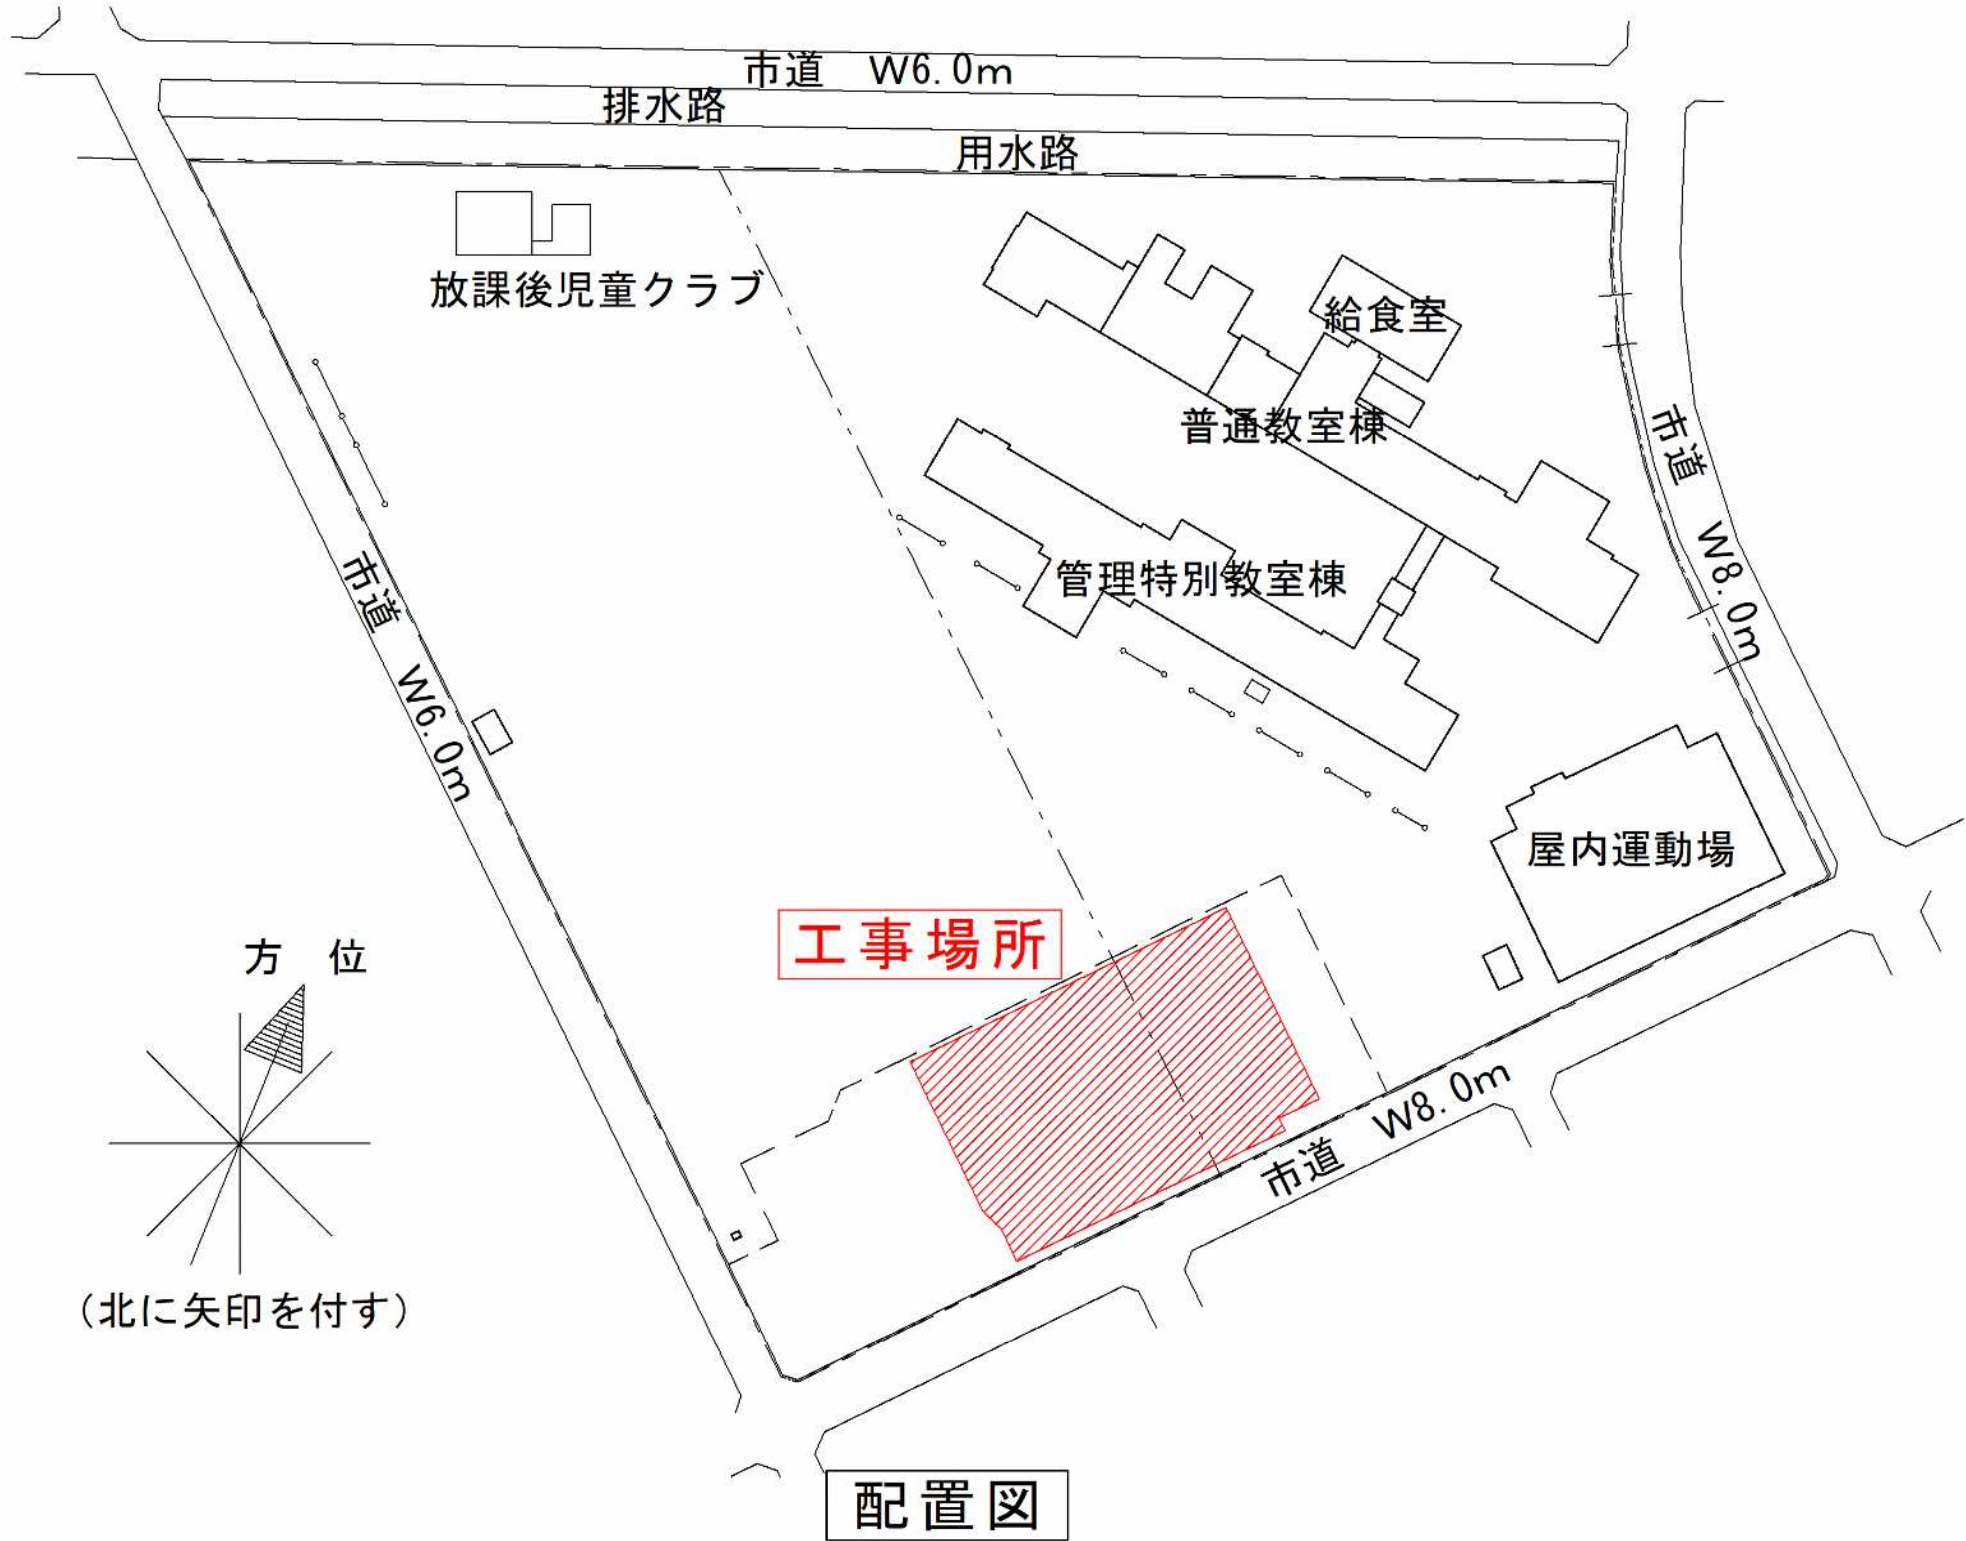 市道　W6.0m
排水路
用水路
放課後児童クラブ
給食室
普通教室棟
市道　W8.0m
管理特別教室棟
市道　W6.0m
屋内運動場
工事場所
方　位
市道　W8.0m
（北に矢印を付す）
配置図